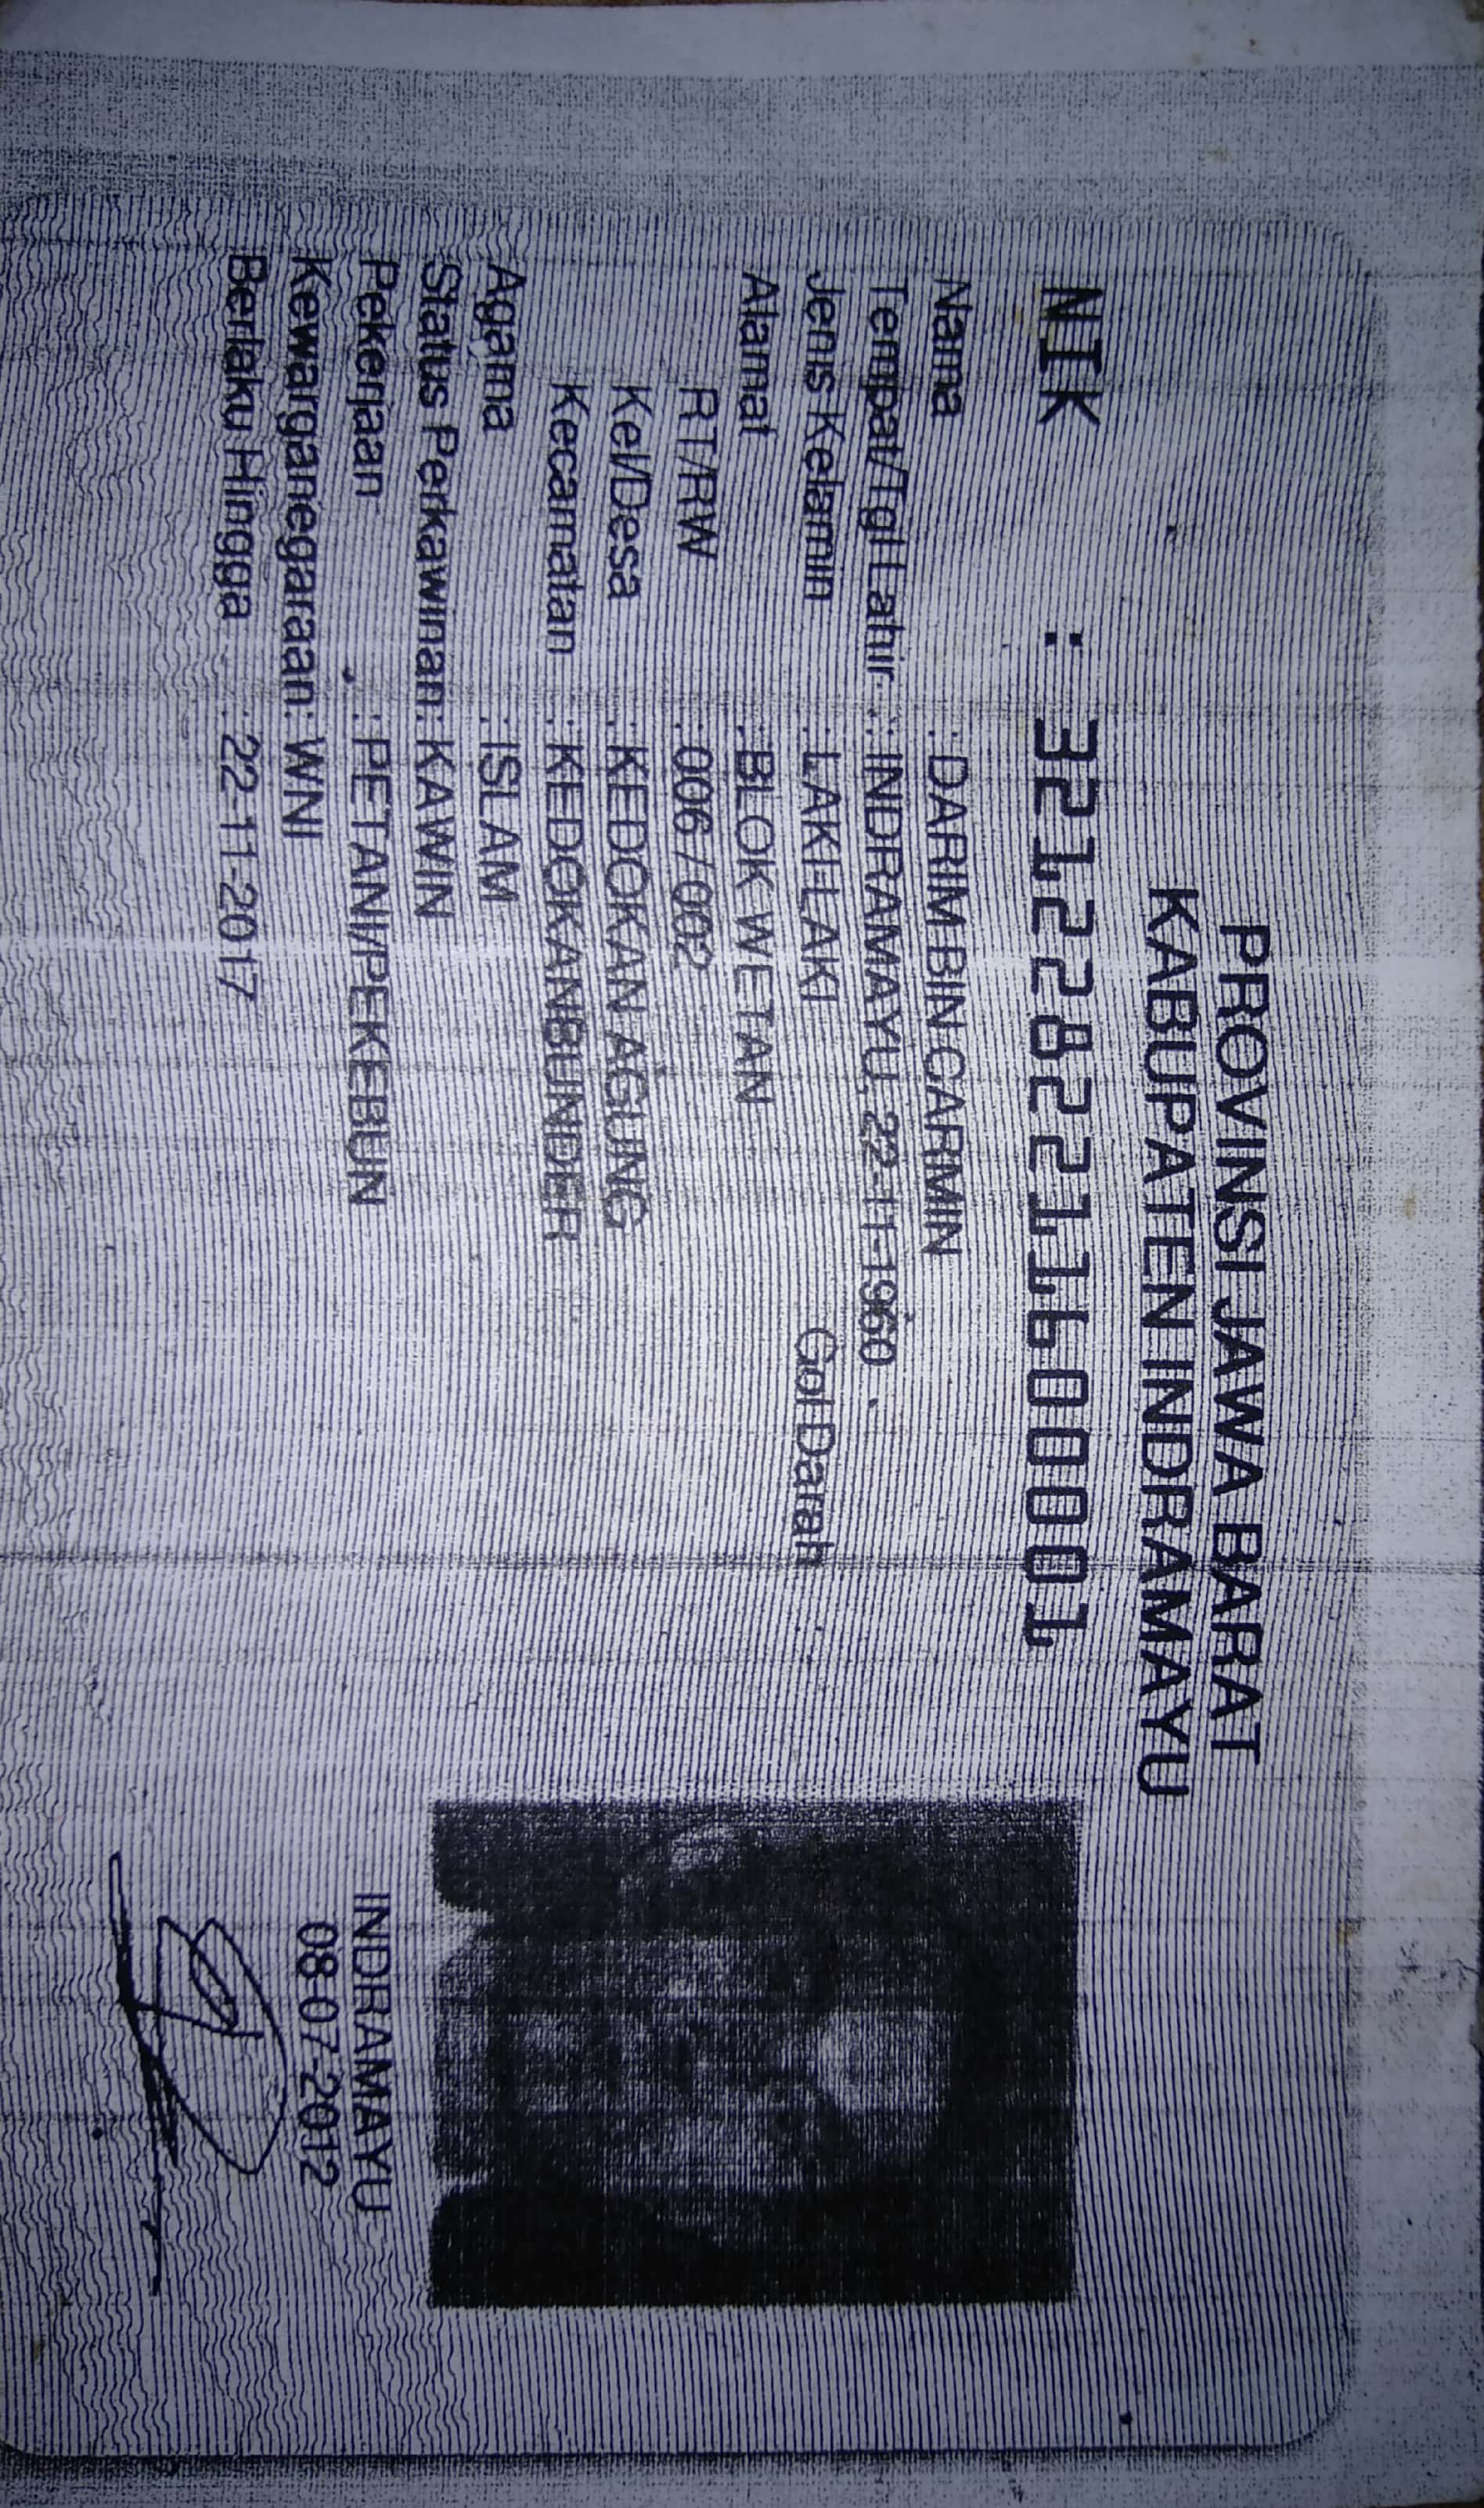 PROVINSI JAWA BARAT
KABUPATEN INDRAMAYU
NIK : 3212282211600001
Nama : DARIM BIN CARMIN
Tempat/Tgl Lahir : INDRAMAYU, 22-11-1960
Jenis Kelamin : LAKI-LAKI Gol Darah :
Alamat : BLOK WETAN
RT/RW : 006 / 002
Kel/Desa : KEDOKAN AGUNG
Kecamatan : KEDOKANBUNDER
Agama : ISLAM
Status Perkawinan: KAWIN
Pekerjaan : PETANI/PEKEBUN
Kewarganegaraan: WNI
Berlaku Hingga : 22-11-2017
INDRAMAYU
08-07-2012